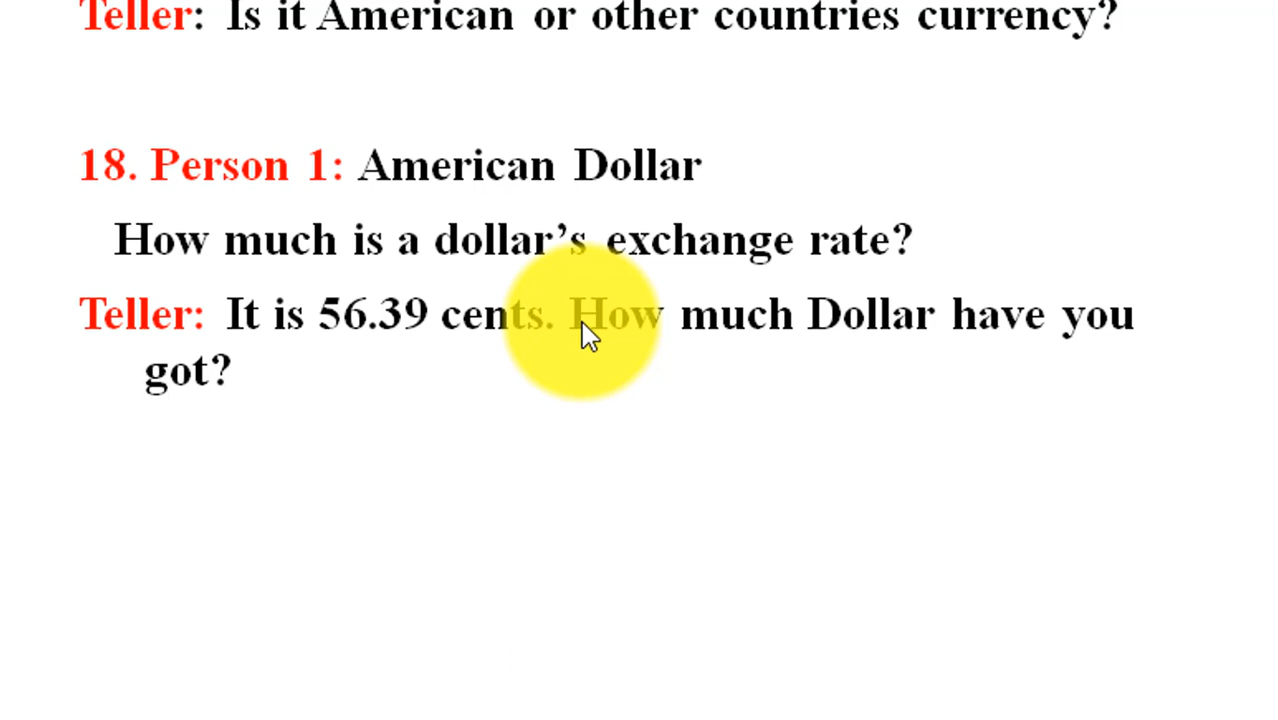 Teller: Is it American or other countries currency?
18. Person 1: American Dollar
How much is a dollar’s exchange rate?
Teller: It is 56.39 cents. How much Dollar have you
got?